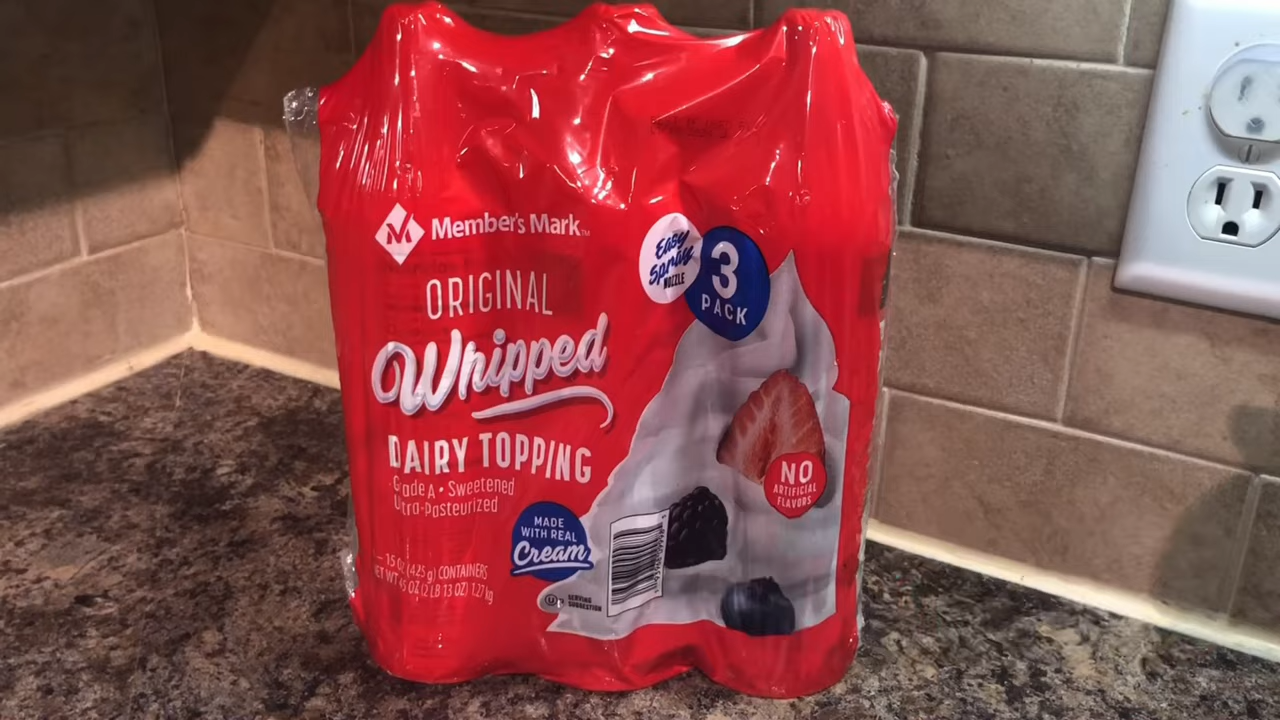 Member's Mark™
ORIGINAL
Whipped
DAIRY TOPPING
Grade A • Sweetened
Ultra-Pasteurized
Easy
Spray
NOZZLE
3
PACK
NO
ARTIFICIAL
FLAVORS
MADE
WITH REAL
Cream
15 OZ (425 g) CONTAINERS
NET WT 45 OZ (2 LB 13 OZ) 1.27 kg
SERVING
SUGGESTION